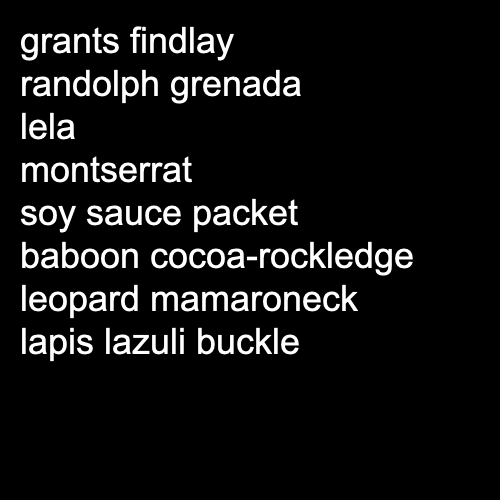 grants findlay
randolph grenada
lela
montserrat
soy sauce packet
baboon cocoa-rockledge
leopard mamaroneck
lapis lazuli buckle